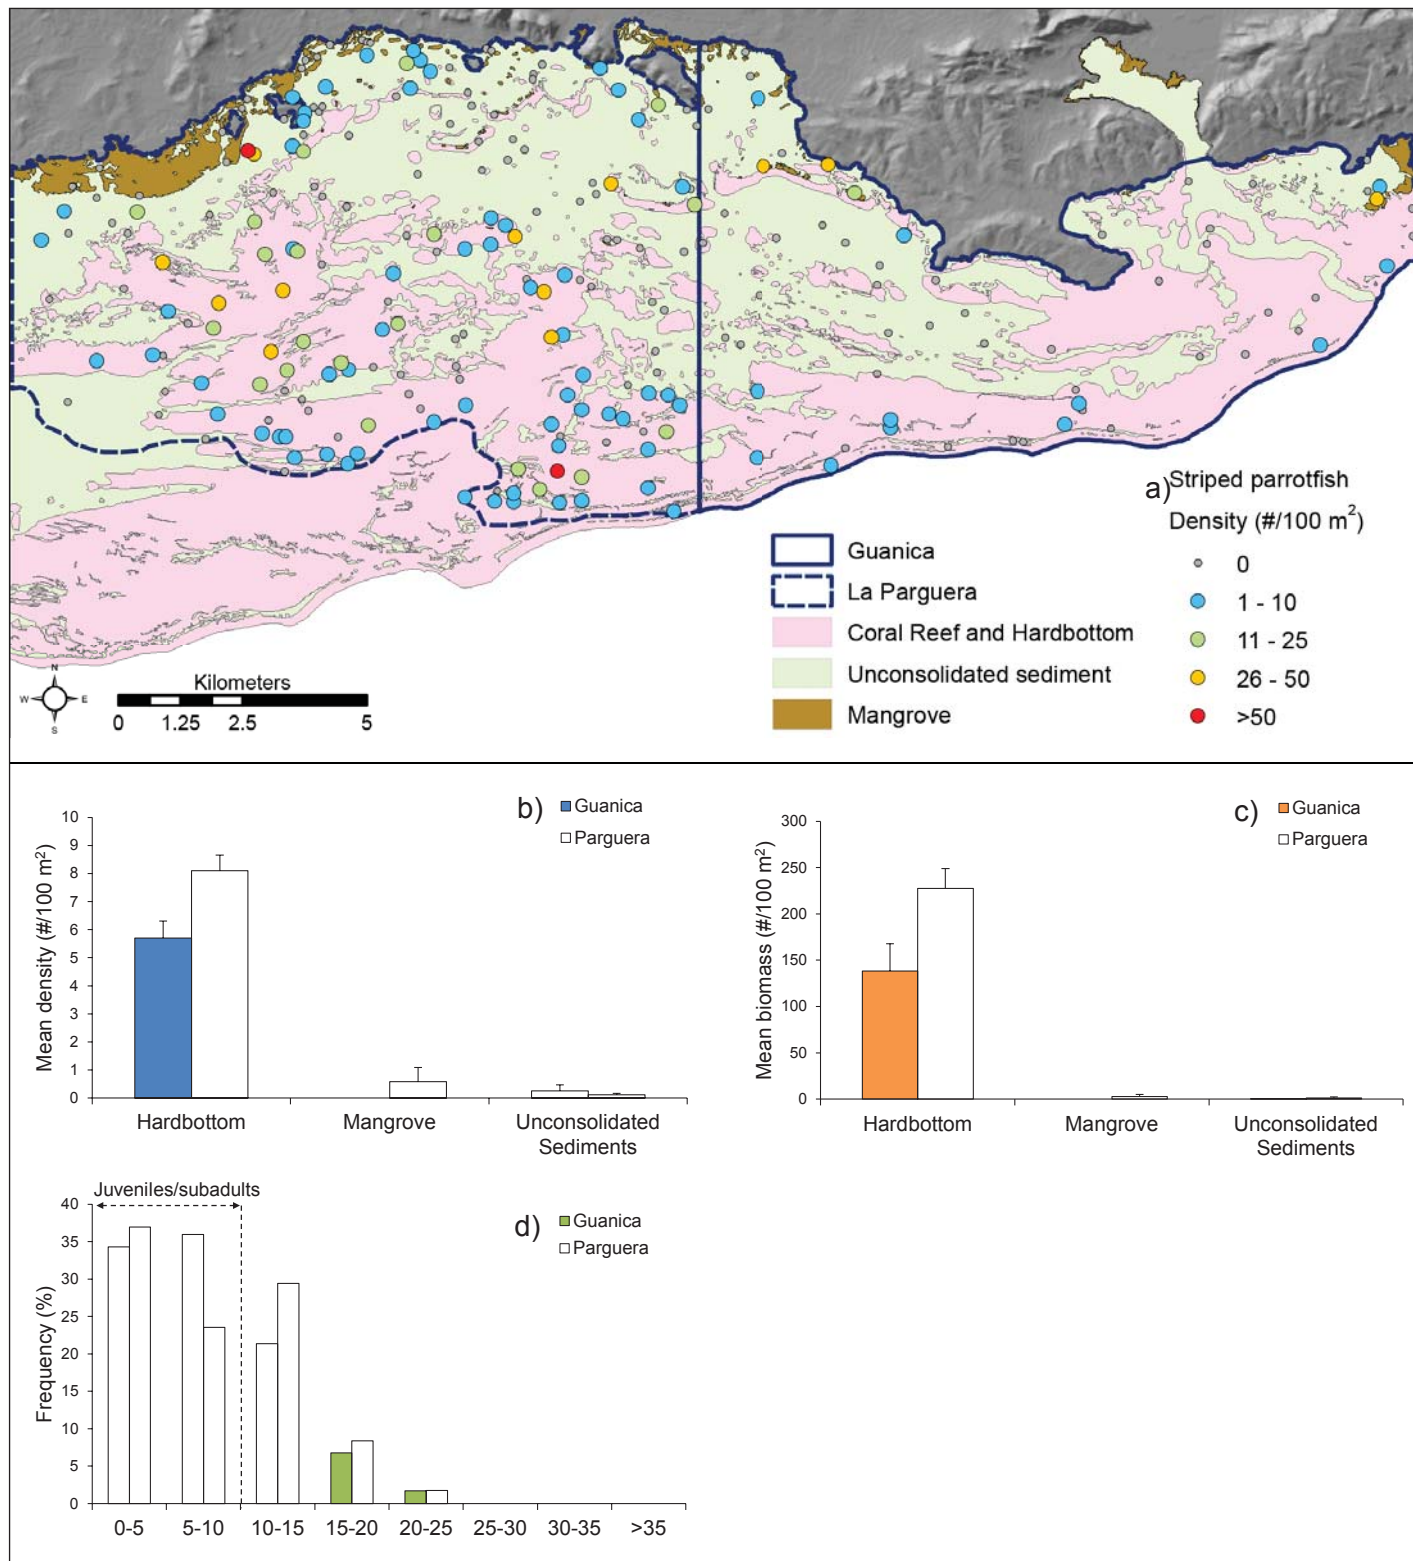 a) Striped parrotfish
Density (#/100 m²)
0
1 - 10
11 - 25
26 - 50
>50
Guanica
La Parguera
Coral Reef and Hardbottom
Unconsolidated sediment
Mangrove
N
W E
S
Kilometers
0 1.25 2.5 5
b)
Guanica
Parguera
Mean density (#/100 m²)
10
9
8
7
6
5
4
3
2
1
0
Hardbottom Mangrove Unconsolidated
Sediments
c)
Guanica
Parguera
Mean biomass (#/100 m²)
300
250
200
150
100
50
0
Hardbottom Mangrove Unconsolidated
Sediments
Juveniles/subadults
d)
Guanica
Parguera
Frequency (%)
40
35
30
25
20
15
10
5
0
0-5 5-10 10-15 15-20 20-25 25-30 30-35 >35